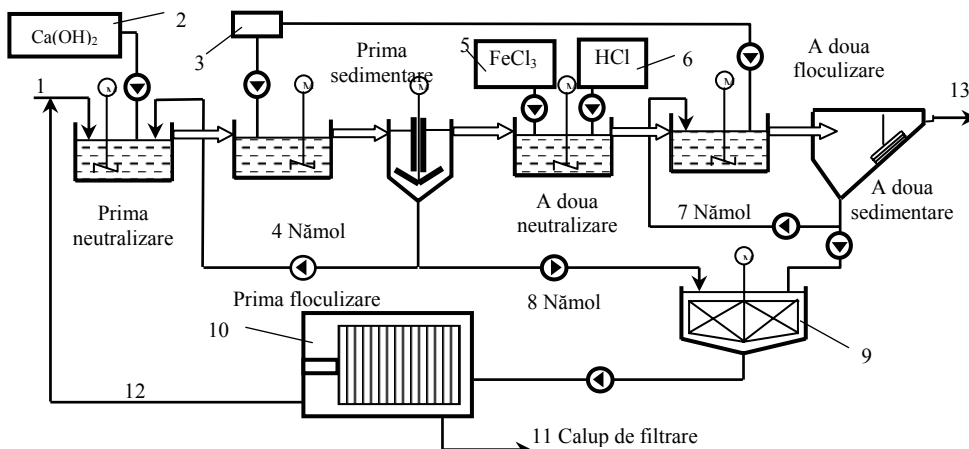 Ca(OH)2
2
3
Prima
sedimentare
5
FeCl3
HCl
6
A doua
floculizare
1
13
M
M
M
M
M
Prima
neutralizare
4 Nămol
A doua
neutralizare
7 Nămol
A doua
sedimentare
M
Prima floculizare
8 Nămol
10
9
12
11 Calup de filtrare